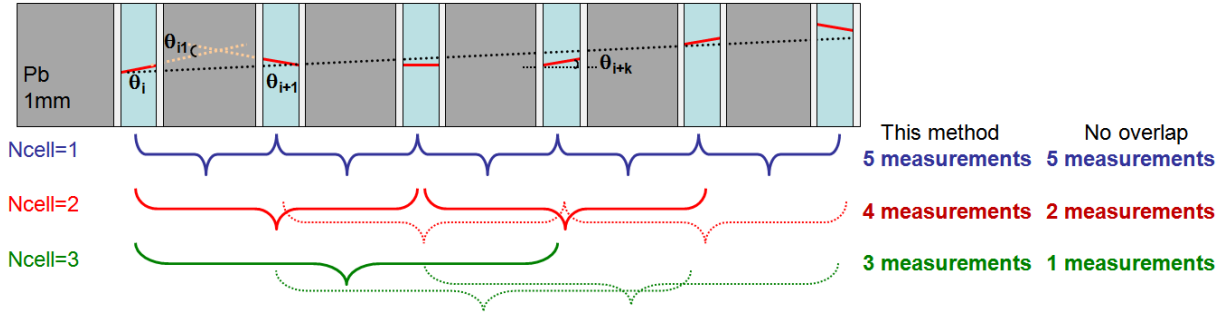 θi1
Pb
1mm
θi
θi+1
θi+k
This method
No overlap
Ncell=1
5 measurements
5 measurements
Ncell=2
4 measurements
2 measurements
Ncell=3
3 measurements
1 measurements